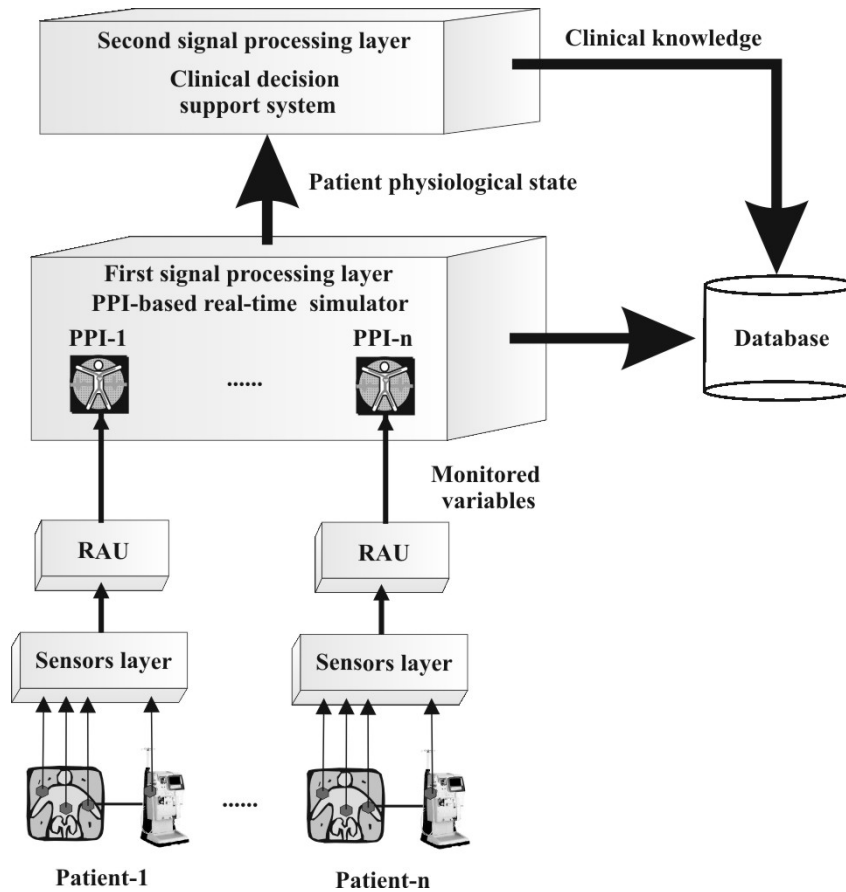 Second signal processing layer
Clinical decision
support system
Clinical knowledge
Patient physiological state
First signal processing layer
PPI-based real-time simulator
PPI-1
PPI-n
......
Database
Monitored
variables
RAU
RAU
Sensors layer
Sensors layer
......
Patient-1
Patient-n